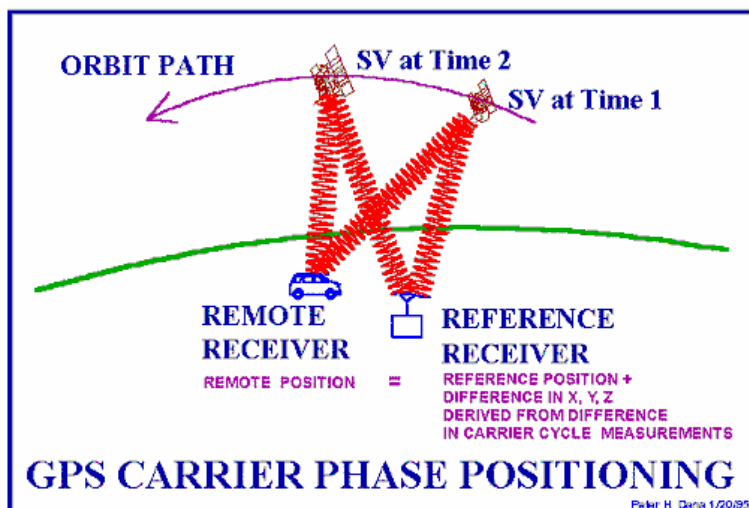 ORBIT PATH
SV at Time 2
SV at Time 1
REMOTE
RECEIVER
REFERENCE
RECEIVER
REMOTE POSITION = REFERENCE POSITION +
DIFFERENCE IN X, Y, Z
DERIVED FROM DIFFERENCE
IN CARRIER CYCLE MEASUREMENTS
GPS CARRIER PHASE POSITIONING
Peter H. Dana 1/20/95